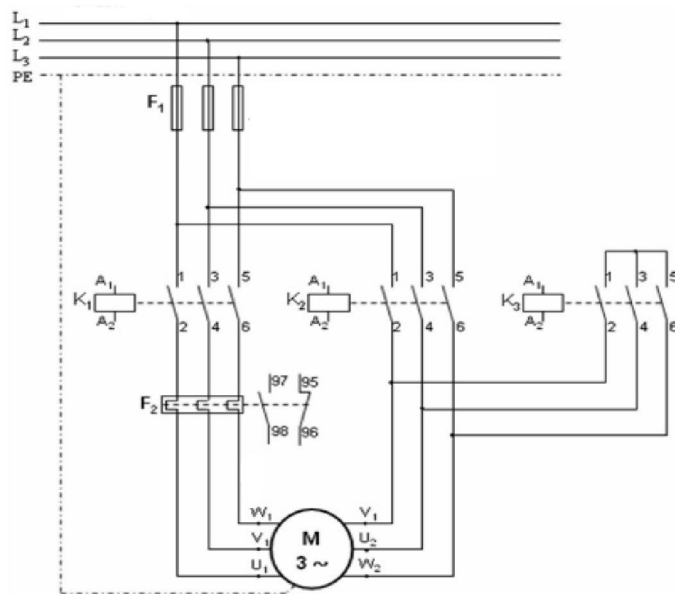 L₁
L₂
L₃
PE
F₁
A₁ 1 3 5 A₁ 1 3 5 A₁ 1 3 5
K₁ K₂ K₃
A₂ 2 4 6 A₂ 2 4 6 A₂ 2 4 6
97 95
F₂
98 96
W₁ V₁
V₁ M U₂
3 ~
U₁ W₂